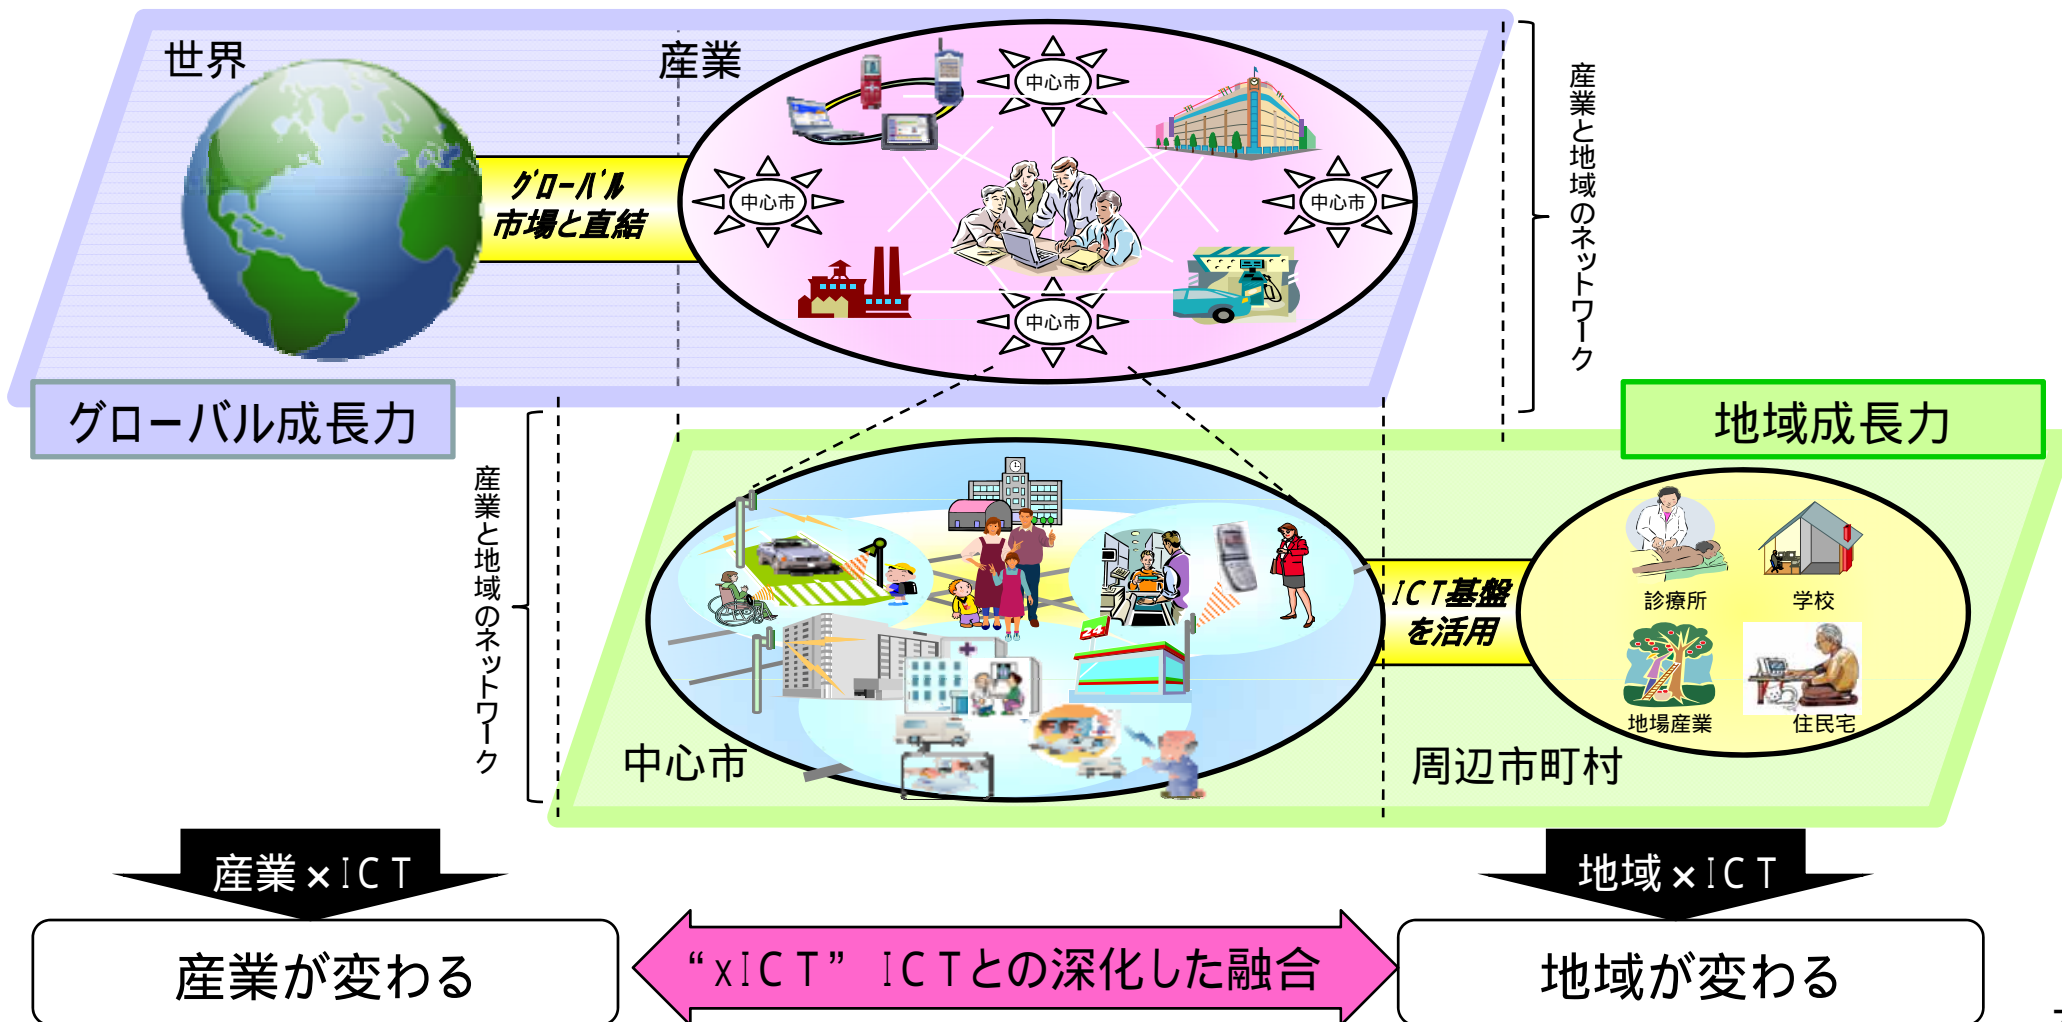 世界
産業
中心市
中心市
中心市
中心市
グローバル
市場と直結
産業と地域のネットワーク
グローバル成長力
地域成長力
産業と地域のネットワーク
24
ICT基盤
を活用
診療所
学校
地場産業
住民宅
中心市
周辺市町村
産業×ICT
地域×ICT
産業が変わる
“xICT” ICTとの深化した融合
地域が変わる